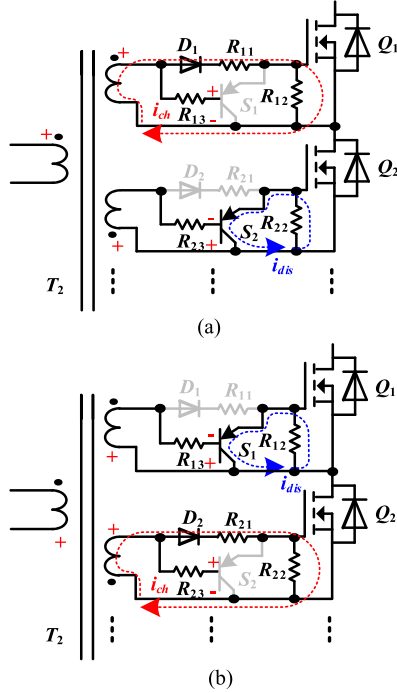 D1 R11 Q1
+ + S1 R12
ich R13 -
+ D2 R21 Q2
- R22
R23 + S2
+ idis
T2
(a)
D1 R11 Q1
- S1 R12
+ R13 + idis
D2 R21 Q2
+ + + R22
ich R23 - S2
T2
(b)